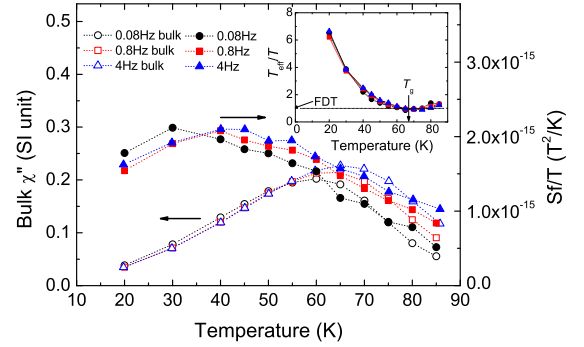 0.08Hz bulk 0.08Hz
0.8Hz bulk 0.8Hz
4Hz bulk 4Hz
Bulk χ" (SI unit)
0.5
0.4
0.3
0.2
0.1
0.0
10 20 30 40 50 60 70 80 90
Temperature (K)
3.0x10⁻¹⁵
2.0x10⁻¹⁵
1.0x10⁻¹⁵
0.0
Sf/T (T²/K)
T_eff/T
8
6
4
2
0
T_g
FDT
0 20 40 60 80
Temperature (K)